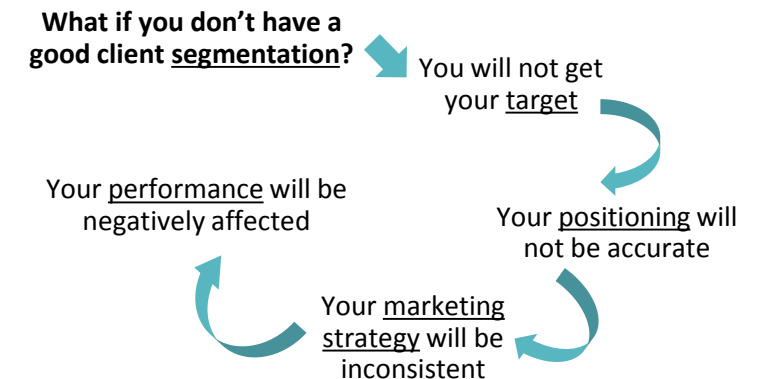 What if you don’t have a
good client segmentation?
You will not get
your target
Your positioning will
not be accurate
Your marketing
strategy will be
inconsistent
Your performance will be
negatively affected